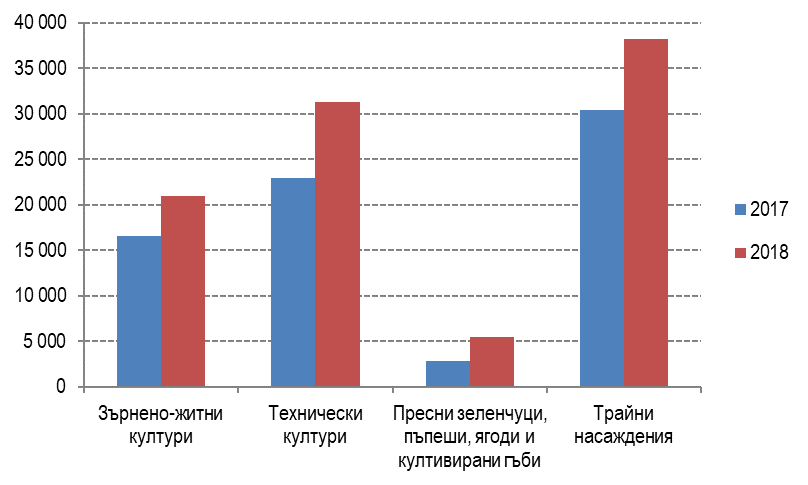 40 000
35 000
30 000
25 000
20 000
15 000
10 000
5 000
0
Зърнено-житни
култури
Технически
култури
Пресни зеленчуци,
пъпеши, ягоди и
култивирани гъби
Трайни
насаждения
2017
2018